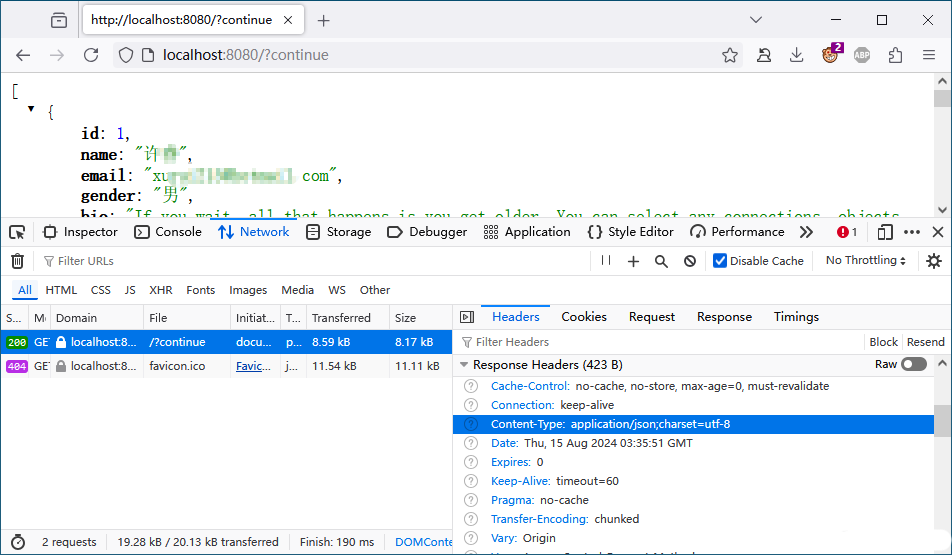 http://localhost:8080/?continue
localhost:8080/?continue
2
ABP
[
{
id: 1,
name: "许
email: "xu .com",
gender: "男",
bio: "If you wait, all that happens is you get older. You can select any connections, objects
Inspector Console Network Storage Debugger Application Style Editor Performance 1
Filter URLs Disable Cache No Throttling
All HTML CSS JS XHR Fonts Images Media WS Other
S... M Domain File Initiat... T... Transferred Size
200 GET localhost:8... /?continue docu... p... 8.59 kB 8.17 kB
404 GET localhost:8... favicon.ico Favic... j... 11.54 kB 11.11 kB
2 requests 19.28 kB / 20.13 kB transferred Finish: 190 ms DOMConte
Headers Cookies Request Response Timings
Filter Headers Block Resend
Response Headers (423 B) Raw
Cache-Control: no-cache, no-store, max-age=0, must-revalidate
Connection: keep-alive
Content-Type: application/json;charset=utf-8
Date: Thu, 15 Aug 2024 03:35:51 GMT
Expires: 0
Keep-Alive: timeout=60
Pragma: no-cache
Transfer-Encoding: chunked
Vary: Origin